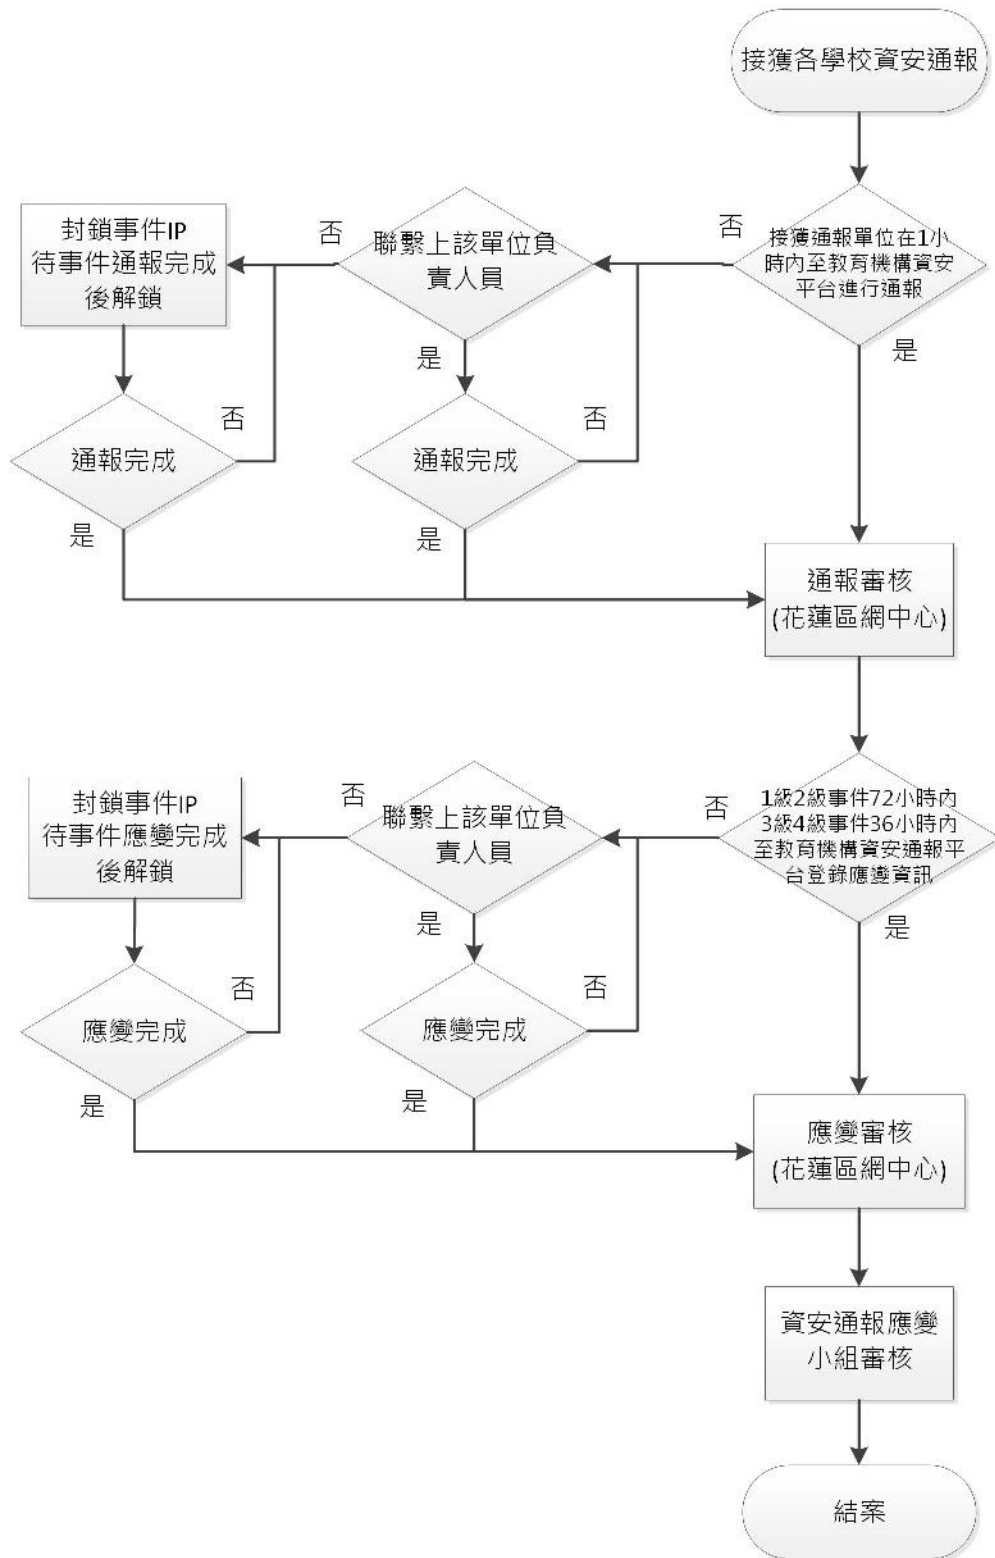 接獲各學校資安通報
接獲通報單位在1小
時內至教育機構資安
平台進行通報
否
是
聯繫上該單位負
責人員
否
是
封鎖事件IP
待事件通報完成
後解鎖
通報完成
否
是
通報完成
否
是
通報審核
(花蓮區網中心)
1級2級事件72小時內
3級4級事件36小時內
至教育機構資安通報平
台登錄應變資訊
否
是
聯繫上該單位負
責人員
否
是
封鎖事件IP
待事件應變完成
後解鎖
應變完成
否
是
應變完成
否
是
應變審核
(花蓮區網中心)
資安通報應變
小組審核
結案